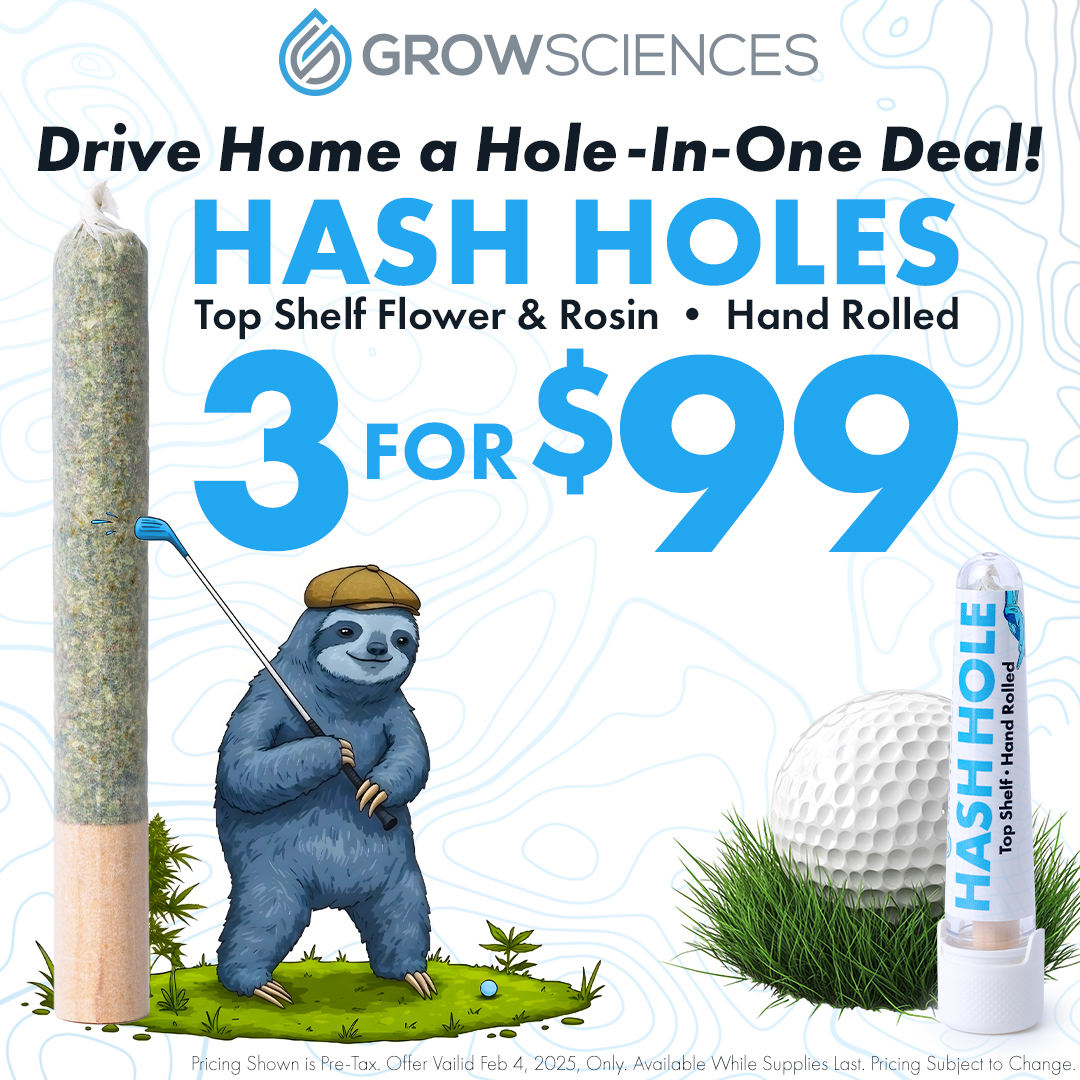 GROWSCIENCES
Drive Home a Hole-In-One Deal!
HASH HOLES
Top Shelf Flower & Rosin • Hand Rolled
3 FOR $99
HASH HOLE
Top Shelf • Hand Rolled
Pricing Shown is Pre-Tax. Offer Vailid Feb 4, 2025, Only. Available While Supplies Last. Pricing Subject to Change.